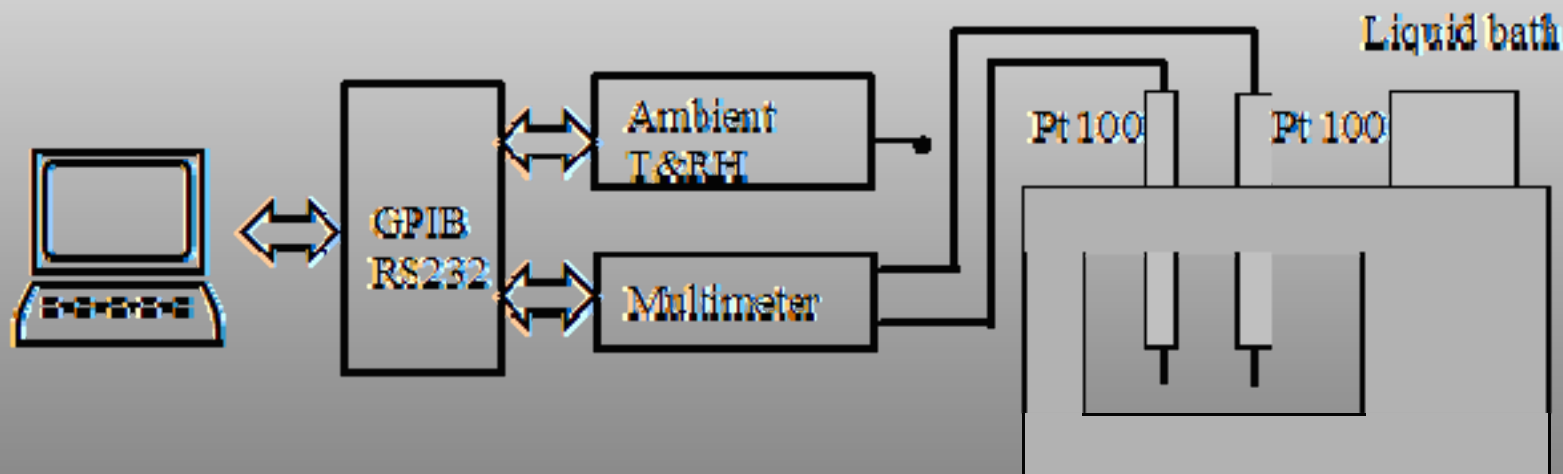 Liquid bath
Ambient
T&RH
Pt 100
Pt 100
GPIB
RS232
Multimeter